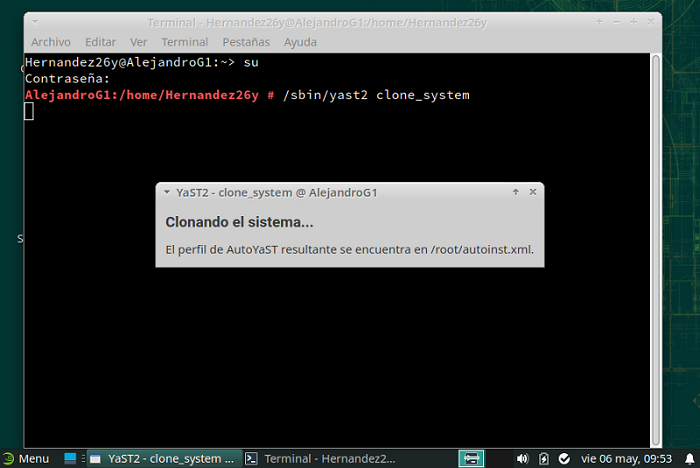 Terminal - Hernandez26y@AlejandroG1:/home/Hernandez26y
Archivo Editar Ver Terminal Pestañas Ayuda
Hernandez26y@AlejandroG1:~> su
Contraseña:
AlejandroG1:/home/Hernandez26y # /sbin/yast2 clone_system
YaST2 - clone_system @ AlejandroG1
Clonando el sistema...
El perfil de AutoYaST resultante se encuentra en /root/autoinst.xml.
S
Menu YaST2 - clone_system ... Terminal - Hernandez2... vie 06 may, 09:53